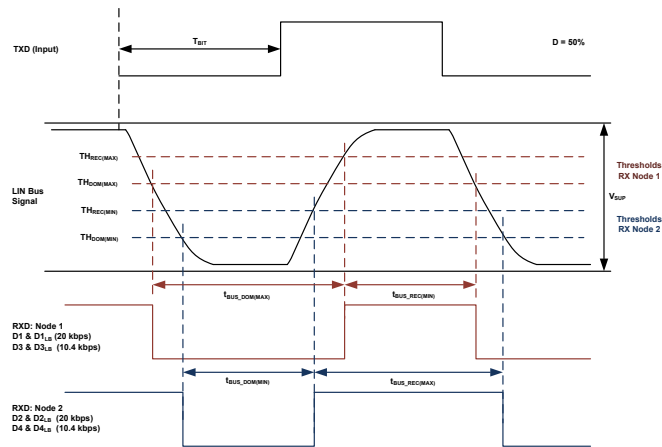 TXD (Input)
TBIT
D = 50%
THREC(MAX)
THDOM(MAX)
THREC(MIN)
THDOM(MIN)
LIN Bus
Signal
Thresholds
RX Node 1
VSUP
Thresholds
RX Node 2
tBUS_DOM(MAX)
tBUS_REC(MIN)
RXD: Node 1
D1 & D1LB (20 kbps)
D3 & D3LB (10.4 kbps)
tBUS_DOM(MIN)
tBUS_REC(MAX)
RXD: Node 2
D2 & D2LB (20 kbps)
D4 & D4LB (10.4 kbps)